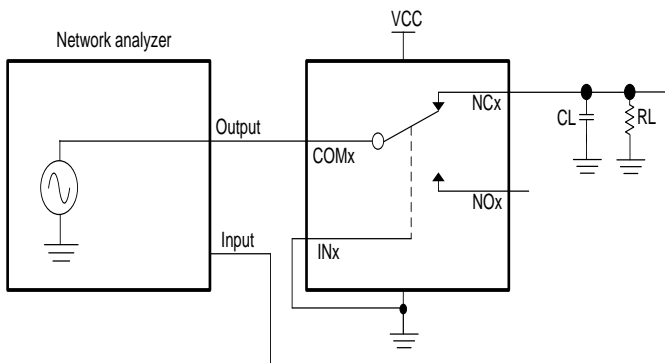 VCC
Network analyzer
NCx
CL
RL
Output
COMx
NOx
Input
INx